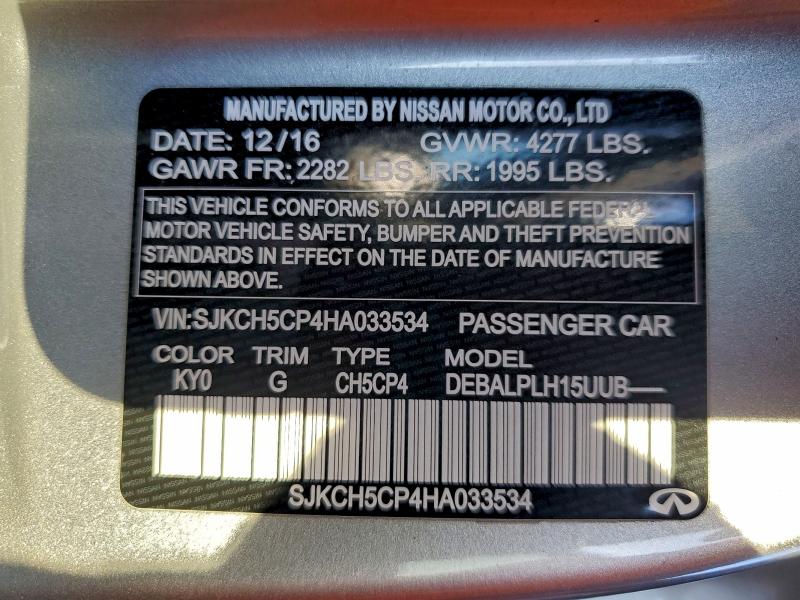 MANUFACTURED BY NISSAN MOTOR CO., LTD
DATE: 12/16 GVWR: 4277 LBS.
GAWR FR: 2282 LBS. RR: 1995 LBS.
THIS VEHICLE CONFORMS TO ALL APPLICABLE FEDERAL
MOTOR VEHICLE SAFETY, BUMPER AND THEFT PREVENTION
STANDARDS IN EFFECT ON THE DATE OF MANUFACTURE
SHOWN ABOVE.
VIN:SJKCH5CP4HA033534 PASSENGER CAR
COLOR TRIM TYPE MODEL
KY0 G CH5CP4 DEBALPLH15UUB——
SJKCH5CP4HA033534